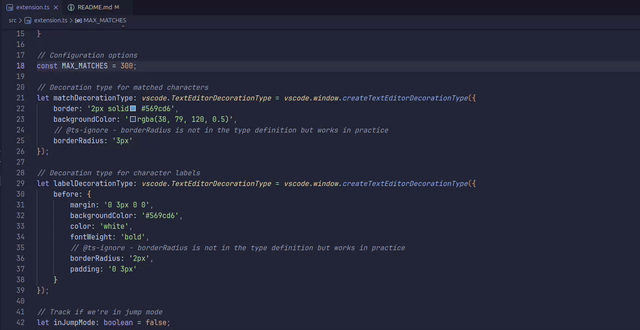 extension.ts ×
README.md M
src > extension.ts > MAX_MATCHES
15 }
16
17 // Configuration options
18 const MAX_MATCHES = 300;
19
20 // Decoration type for matched characters
21 let matchDecorationType: vscode.TextEditorDecorationType = vscode.window.createTextEditorDecorationType({
22 border: '2px solid #569cd6',
23 backgroundColor: 'rgba(38, 79, 120, 0.5)',
24 // @ts-ignore - borderRadius is not in the type definition but works in practice
25 borderRadius: '3px'
26 });
27
28 // Decoration type for character labels
29 let labelDecorationType: vscode.TextEditorDecorationType = vscode.window.createTextEditorDecorationType({
30 before: {
31 margin: '0 3px 0 0',
32 backgroundColor: '#569cd6',
33 color: 'white',
34 fontWeight: 'bold',
35 // @ts-ignore - borderRadius is not in the type definition but works in practice
36 borderRadius: '2px',
37 padding: '0 3px'
38 }
39 });
40
41 // Track if we're in jump mode
42 let inJumpMode: boolean = false;